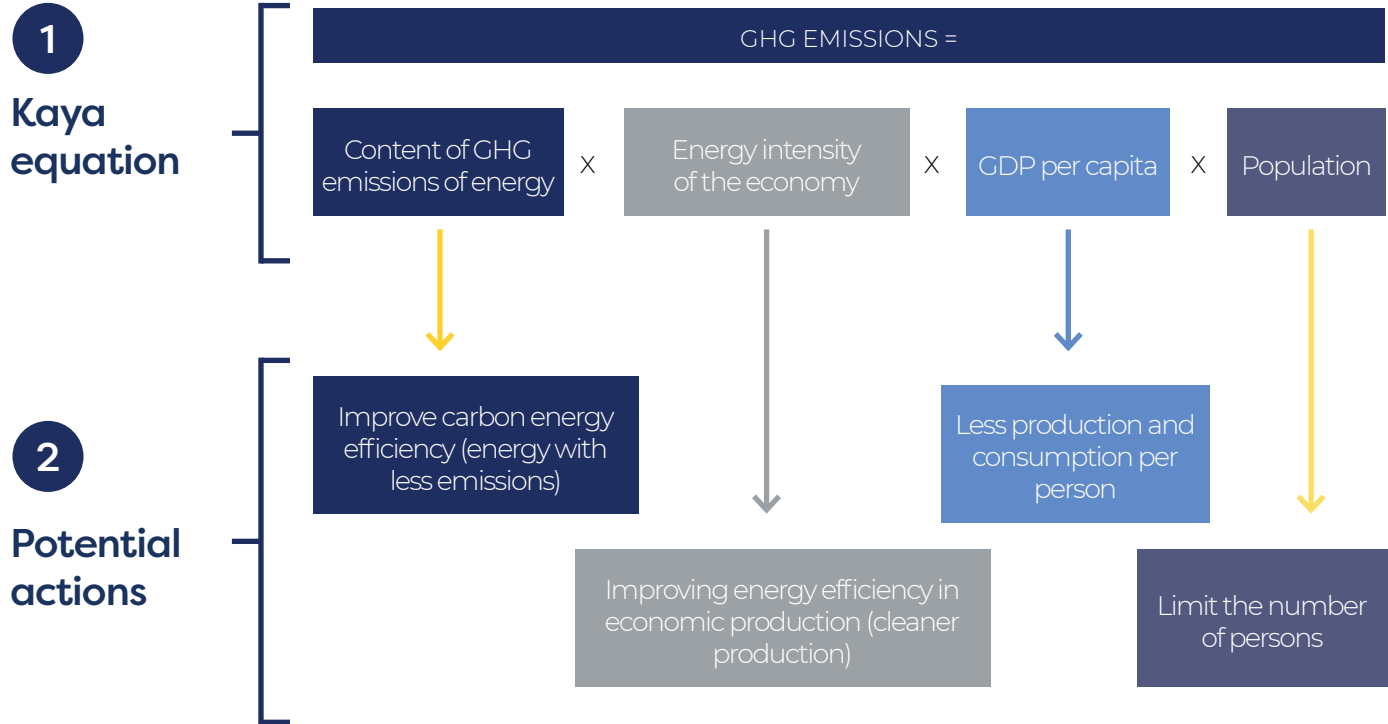 1
Kaya
equation
GHG EMISSIONS =
Content of GHG
emissions of energy
X
Energy intensity
of the economy
X
GDP per capita
X
Population
2
Potential
actions
Improve carbon energy
efficiency (energy with
less emissions)
Improving energy efficiency in
economic production (cleaner
production)
Less production and
consumption per
person
Limit the number
of persons